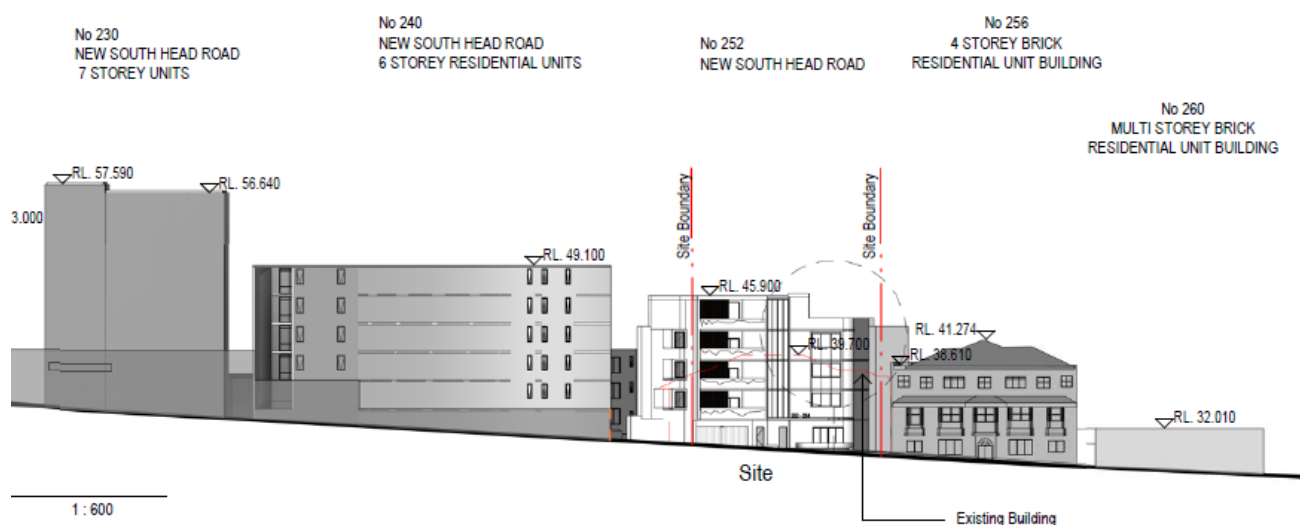 No 230
NEW SOUTH HEAD ROAD
7 STOREY UNITS
No 240
NEW SOUTH HEAD ROAD
6 STOREY RESIDENTIAL UNITS
No 252
NEW SOUTH HEAD ROAD
No 256
4 STOREY BRICK
RESIDENTIAL UNIT BUILDING
No 260
MULTI STOREY BRICK
RESIDENTIAL UNIT BUILDING
RL. 57.590
RL. 56.640
3.000
RL. 49.100
Site Boundary
Site Boundary
RL. 45.900
RL. 41.274
RL. 39.700
RL. 38.610
RL. 32.010
Site
1 : 600
Existing Building